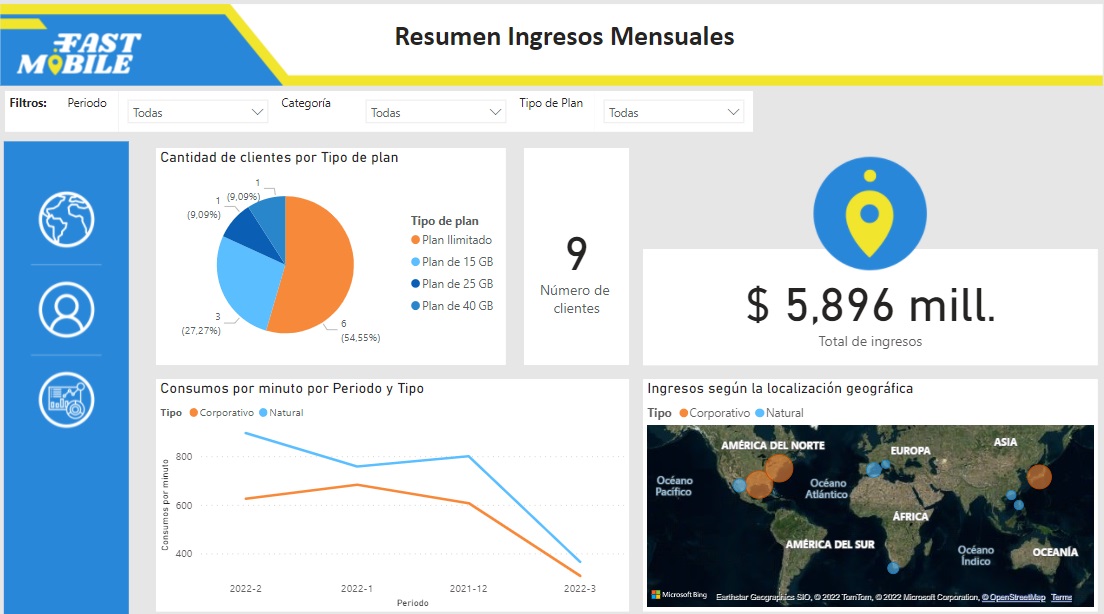 FAST
MOBILE
Resumen Ingresos Mensuales
Filtros:
Periodo
Todas
Categoría
Todas
Tipo de Plan
Todas
Cantidad de clientes por Tipo de plan
1
(9,09%)
1
(9,09%)
3
(27,27%)
6
(54,55%)
Tipo de plan
Plan Ilimitado
Plan de 15 GB
Plan de 25 GB
Plan de 40 GB
9
Número de
clientes
$ 5,896 mill.
Total de ingresos
Consumos por minuto por Periodo y Tipo
Tipo Corporativo Natural
Consumos por minuto
800
600
400
2022-2 2022-1 2021-12 2022-3
Periodo
Ingresos según la localización geográfica
Tipo Corporativo Natural
AMÉRICA DEL NORTE
EUROPA
ASIA
Océano
Pacífico
Océano
Atlántico
ÁFRICA
AMÉRICA DEL SUR
Océano
Índico
OCEANÍA
Microsoft Bing
Earthstar Geographics SIO, © 2022 TomTom, © 2022 Microsoft Corporation, © OpenStreetMap Terms